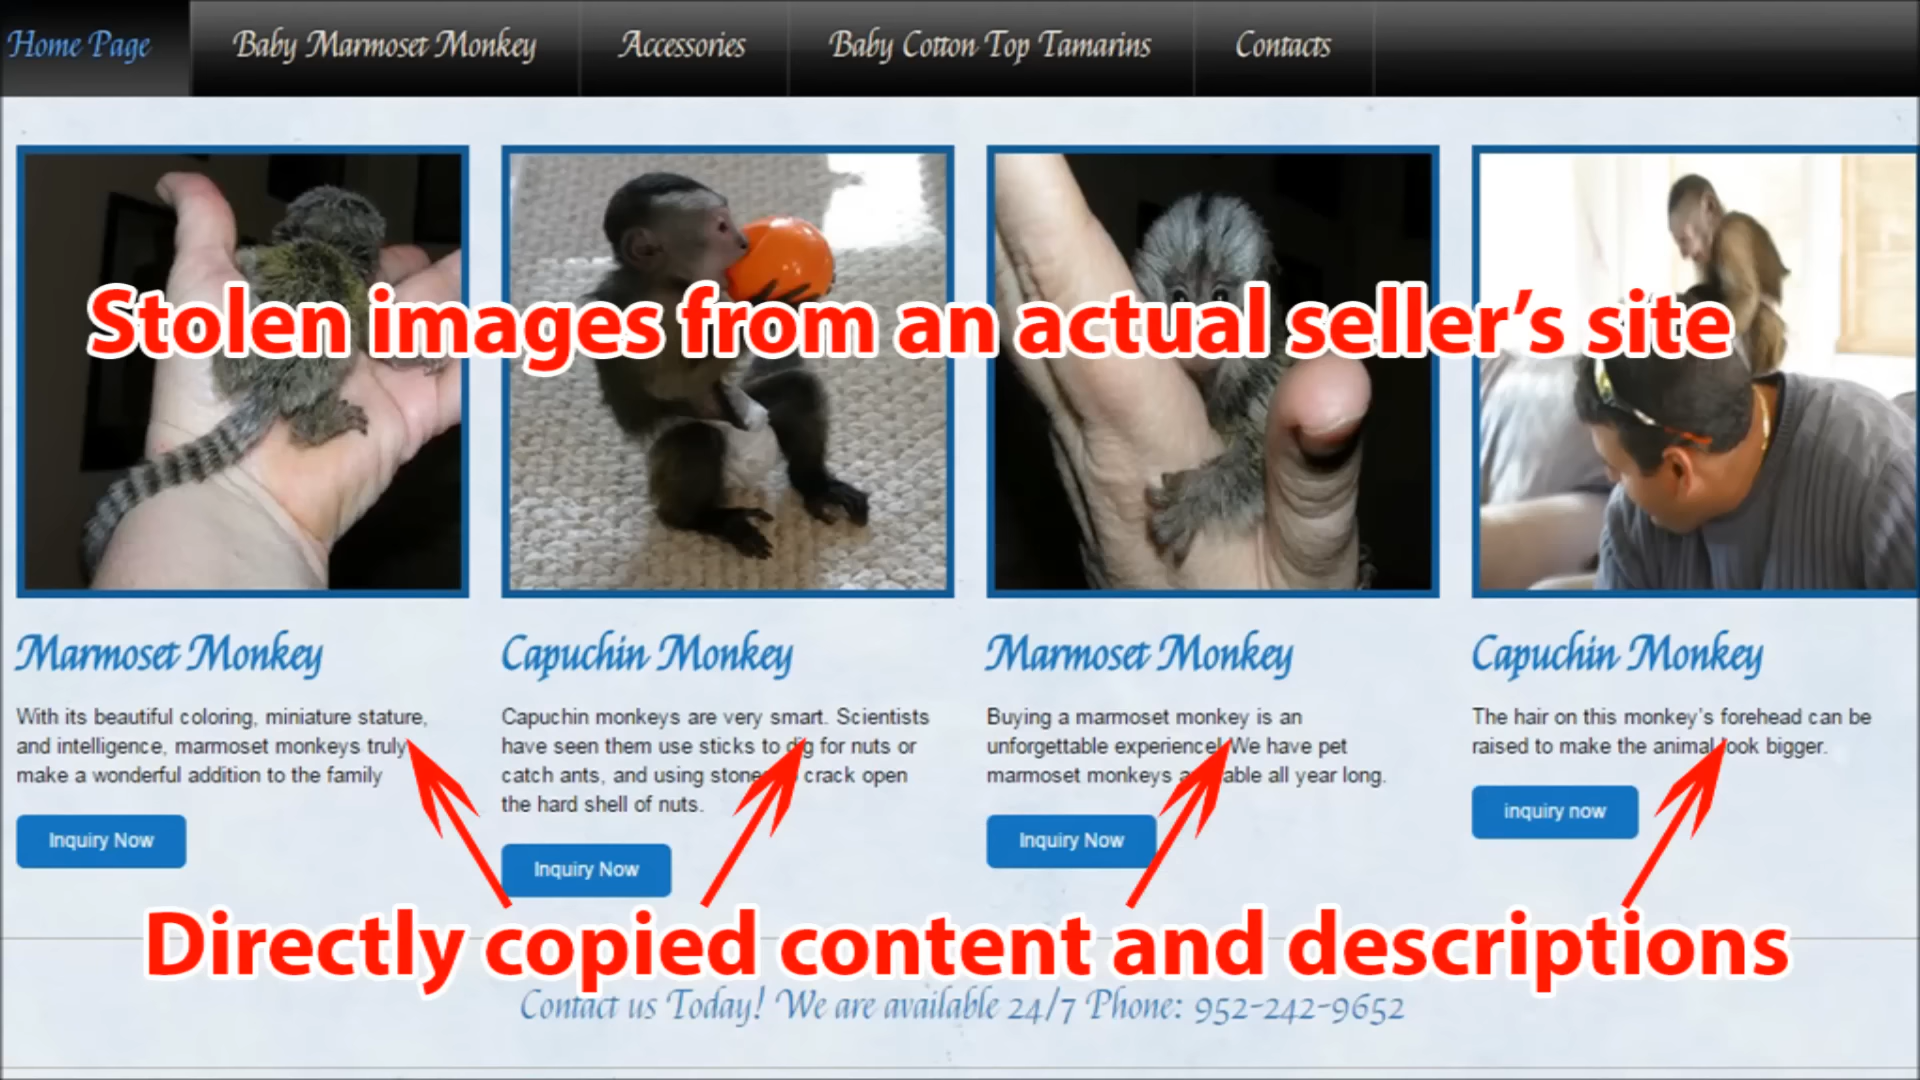 Home Page
Baby Marmoset Monkey
Accessories
Baby Cotton Top Tamarins
Contacts
Stolen images from an actual seller's site
Marmoset Monkey
With its beautiful coloring, miniature stature,
and intelligence, marmoset monkeys truly
make a wonderful addition to the family
Inquiry Now
Capuchin Monkey
Capuchin monkeys are very smart. Scientists
have seen them use sticks to dig for nuts or
catch ants, and using stones crack open
the hard shell of nuts.
Inquiry Now
Marmoset Monkey
Buying a marmoset monkey is an
unforgettable experience! We have pet
marmoset monkeys available all year long.
Inquiry Now
Capuchin Monkey
The hair on this monkey's forehead can be
raised to make the animal look bigger.
inquiry now
Directly copied content and descriptions
Contact us Today! We are available 24/7 Phone: 952-242-9652